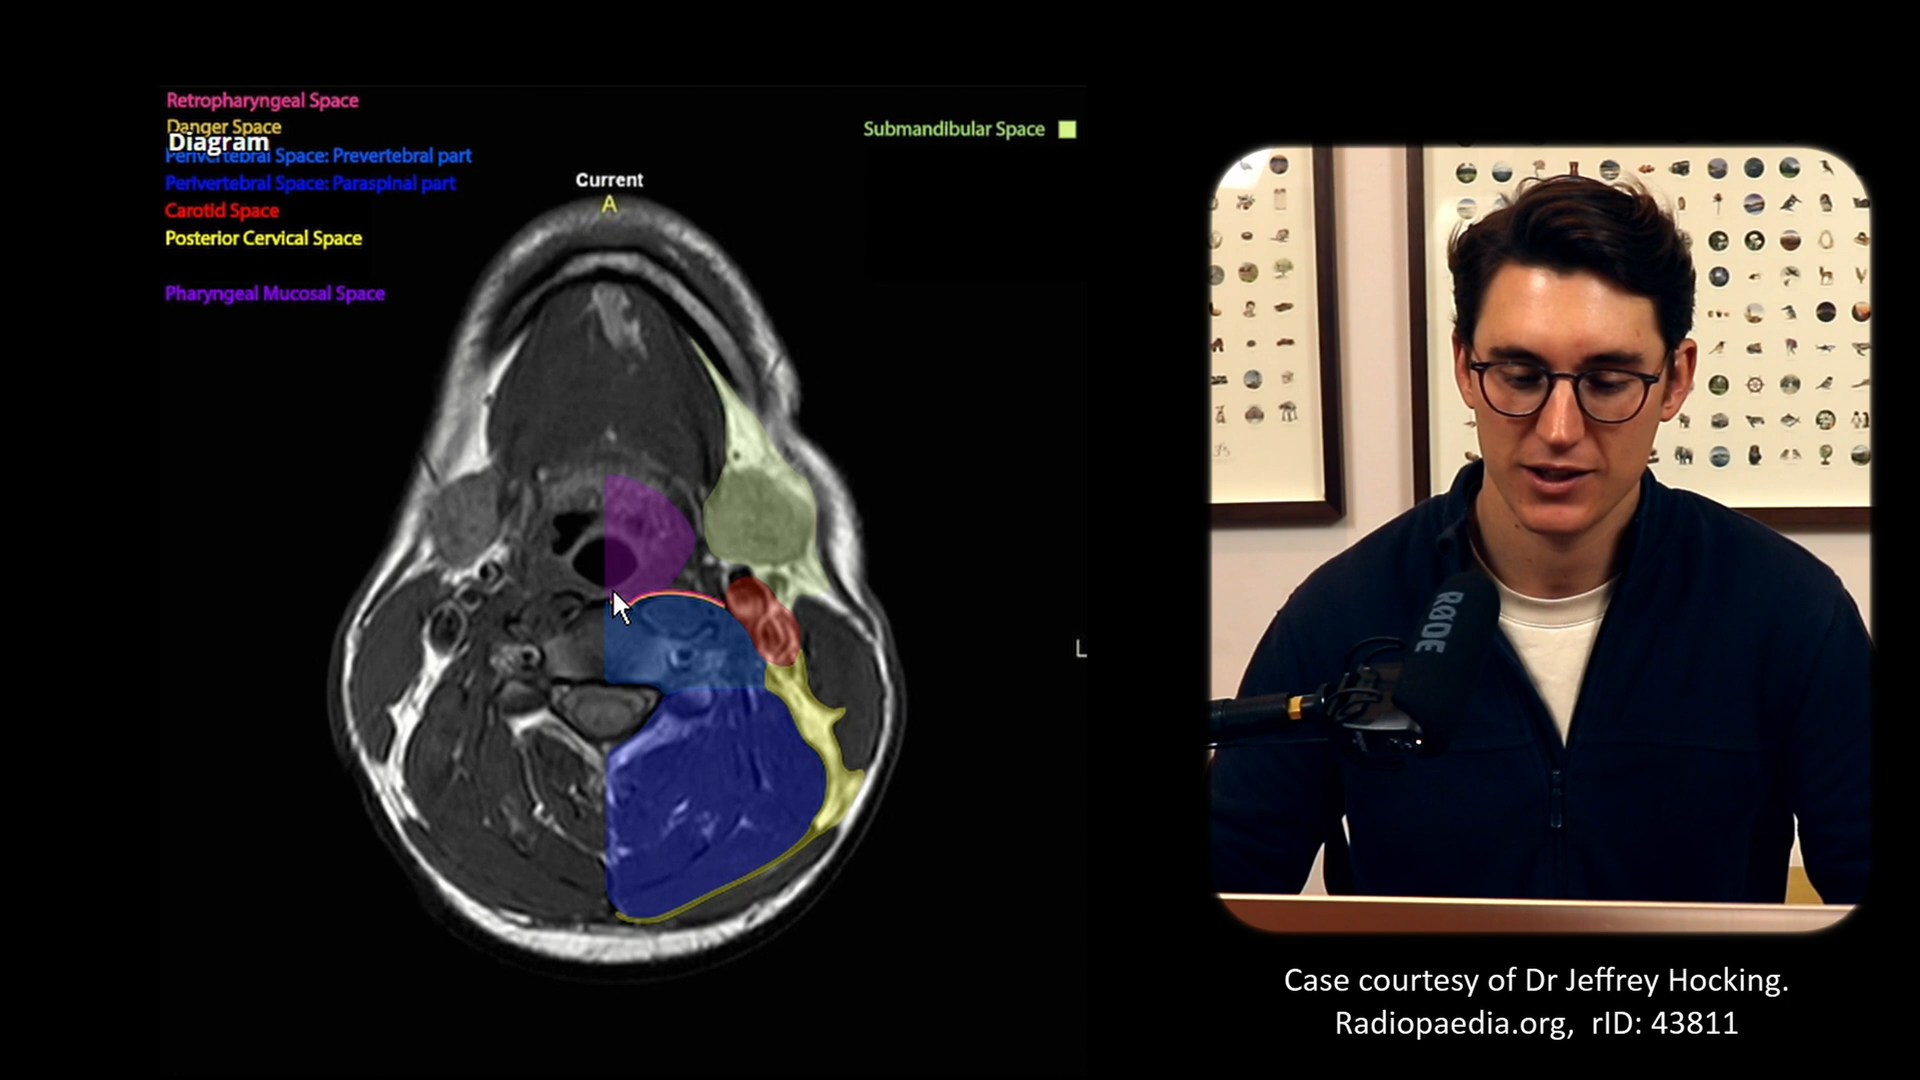 Retropharyngeal Space
Danger Space
Diagram
Perivertebral Space: Prevertebral part
Perivertebral Space: Paraspinal part
Carotid Space
Posterior Cervical Space
Pharyngeal Mucosal Space
Submandibular Space
Current
A
L
RØDE
Case courtesy of Dr Jeffrey Hocking.
Radiopaedia.org, rID: 43811